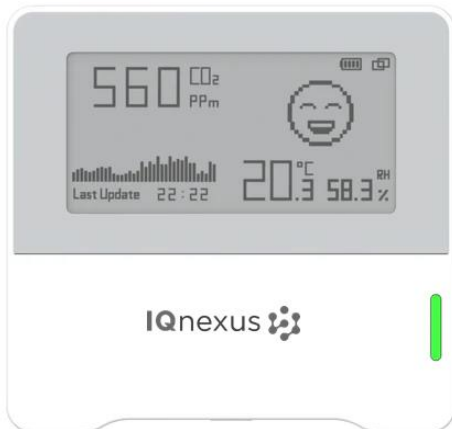 560 CO₂
PPm
20.3 °C 58.3 RH %
Last Update 22:22
IQnexus